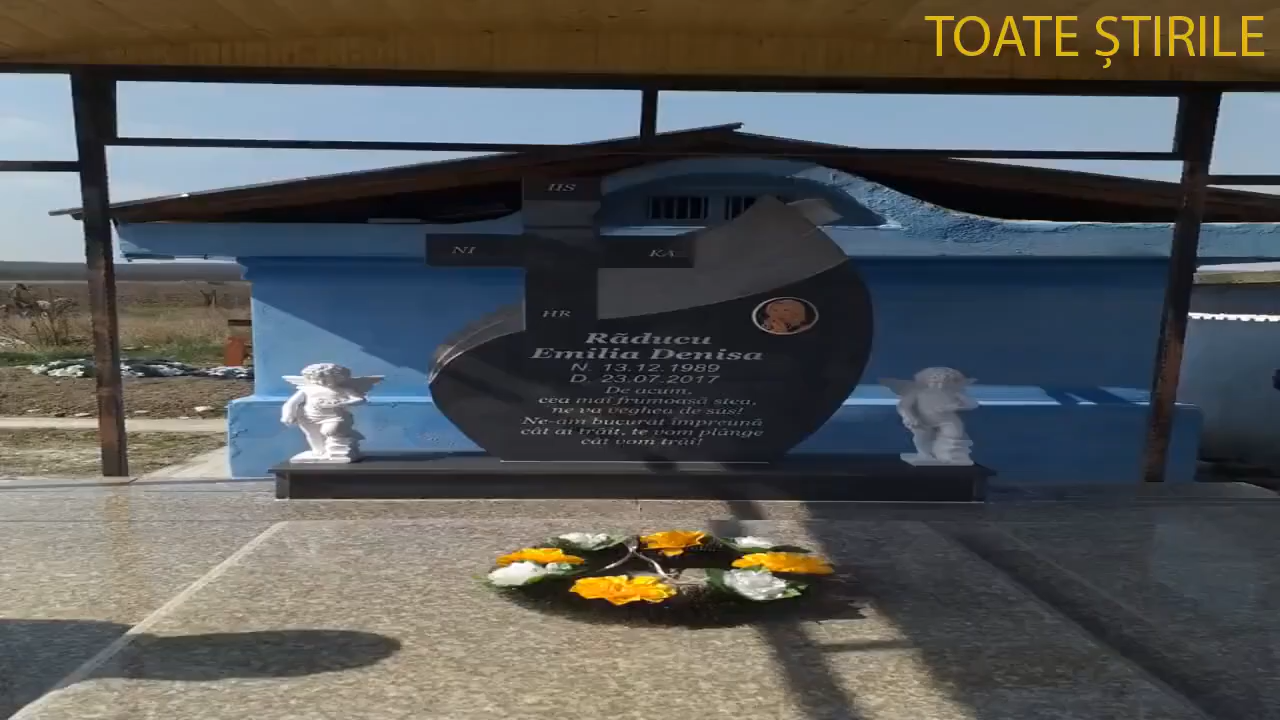 TOATE ȘTIRILE
IIS
NI KA
HR
Răducu
Emilia Denisa
N. 13.12.1989
D. 23.07.2017
De acum,
cea mai frumoasă stea,
ne va veghea de sus!
Ne-am bucurat împreună
cât ai trăit, te vom plânge
cât vom trăi!